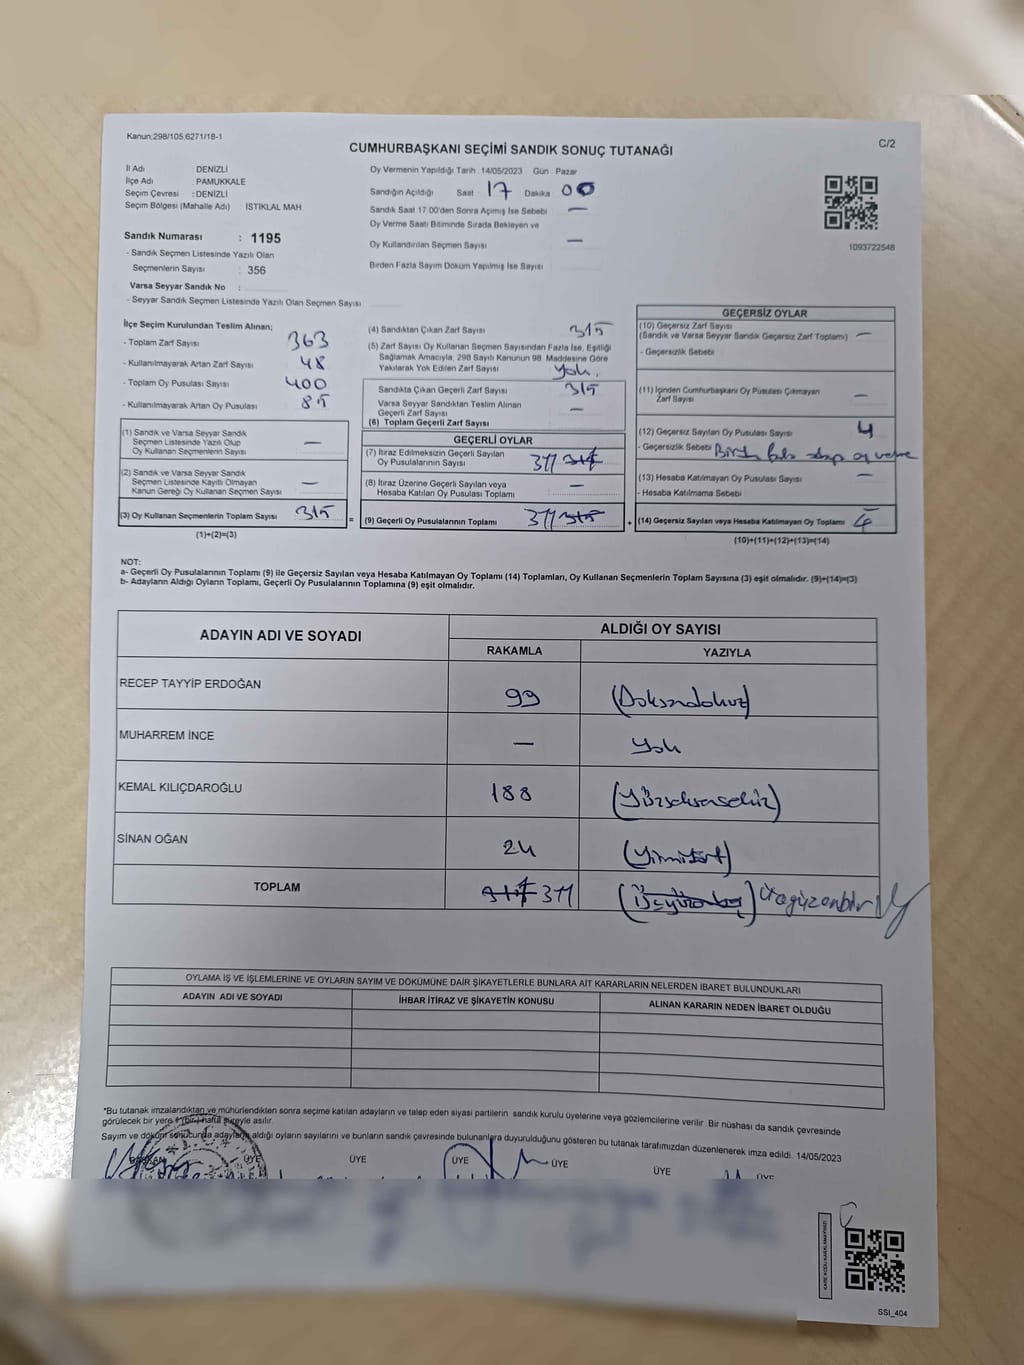 Kanun;298/105,6271/18-1
C/2
CUMHURBAŞKANI SEÇİMİ SANDIK SONUÇ TUTANAĞI
İl Adı : DENİZLİ
İlçe Adı : PAMUKKALE
Seçim Çevresi : DENİZLİ
Seçim Bölgesi (Mahalle Adı) : İSTİKLAL MAH
Oy Vermenin Yapıldığı Tarih 14/05/2023 Gün Pazar
Sandığın Açıldığı Saat 17 Dakika 00
Sandık Saat 17.00'den Sonra Açımış İse Sebebi —
Oy Verme Saati Bitiminde Sırada Bekleyen ve
Oy Kullandırılan Seçmen Sayısı —
Birden Fazla Sayım Döküm Yapılmış İse Sayısı
1093722548
Sandık Numarası : 1195
- Sandık Seçmen Listesinde Yazılı Olan
Seçmenlerin Sayısı : 356
Varsa Seyyar Sandık No :
- Seyyar Sandık Seçmen Listesinde Yazılı Olan Seçmen Sayısı
İlçe Seçim Kurulundan Teslim Alınan;
- Toplam Zarf Sayısı 363
- Kullanılmayarak Artan Zarf Sayısı 48
- Toplam Oy Pusulası Sayısı 400
- Kullanılmayarak Artan Oy Pusulası 85
(1) Sandık ve Varsa Seyyar Sandık
Seçmen Listesinde Yazılı Olup
Oy Kullanan Seçmenlerin Sayısı —
(2) Sandık ve Varsa Seyyar Sandık
Seçmen Listesinde Kayıtlı Olmayan
Kanun Gereği Oy Kullanan Seçmen Sayısı —
(3) Oy Kullanan Seçmenlerin Toplam Sayısı 315
(1)+(2)=(3)
(4) Sandıktan Çıkan Zarf Sayısı 315
(5) Zarf Sayısı Oy Kullanan Seçmen Sayısından Fazla İse, Eşitliği
Sağlamak Amacıyla, 298 Sayılı Kanunun 98. Maddesine Göre
Yakılarak Yok Edilen Zarf Sayısı Yok.
Sandıkta Çıkan Geçerli Zarf Sayısı 315
Varsa Seyyar Sandıktan Teslim Alınan
Geçerli Zarf Sayısı —
(6) Toplam Geçerli Zarf Sayısı
GEÇERLİ OYLAR
(7) İtiraz Edilmeksizin Geçerli Sayılan
Oy Pusulalarının Sayısı 311
(8) İtiraz Üzerine Geçerli Sayılan veya
Hesaba Katılan Oy Pusulası Toplamı —
= (9) Geçerli Oy Pusulalarının Toplamı 311 315
GEÇERSİZ OYLAR
(10) Geçersiz Zarf Sayısı
(Sandık ve Varsa Seyyar Sandık Geçersiz Zarf Toplamı) —
- Geçersizlik Sebebi
(11) İçinden Cumhurbaşkanı Oy Pusulası Çıkmayan
Zarf Sayısı —
(12) Geçersiz Sayılan Oy Pusulası Sayısı 4
- Geçersizlik Sebebi Birden fazla oy verme
(13) Hesaba Katılmayan Oy Pusulası Sayısı —
- Hesaba Katılmama Sebebi
+ (14) Geçersiz Sayılan veya Hesaba Katılmayan Oy Toplamı 4
(10)+(11)+(12)+(13)=(14)
NOT:
a- Geçerli Oy Pusulalarının Toplamı (9) ile Geçersiz Sayılan veya Hesaba Katılmayan Oy Toplamı (14) Toplamları, Oy Kullanan Seçmenlerin Toplam Sayısına (3) eşit olmalıdır. (9)+(14)=(3)
b- Adayların Aldığı Oyların Toplamı, Geçerli Oy Pusulalarının Toplamına (9) eşit olmalıdır.
ADAYIN ADI VE SOYADI
ALDIĞI OY SAYISI
RAKAMLA YAZIYLA
RECEP TAYYİP ERDOĞAN 99 (Doksandokuz)
MUHARREM İNCE — Yok
KEMAL KILIÇDAROĞLU 188 (Yüzseksensekiz)
SİNAN OĞAN 24 (Yirmidört)
TOPLAM 315 311 (Üçyüzonbeş) üçyüzonbir
OYLAMA İŞ VE İŞLEMLERİNE VE OYLARIN SAYIM VE DÖKÜMÜNE DAİR ŞİKAYETLERLE BUNLARA AİT KARARLARIN NELERDEN İBARET BULUNDUKLARI
ADAYIN ADI VE SOYADI İHBAR İTİRAZ VE ŞİKAYETİN KONUSU ALINAN KARARIN NEDEN İBARET OLDUĞU
*Bu tutanak imzalandıktan ve mühürlendikten sonra seçime katılan adayların ve talep eden siyasi partilerin sandık kurulu üyelerine veya gözlemcilerine verilir. Bir nüshası da sandık çevresinde
görülecek bir yere 1 (bir) hafta süreyle asılır.
Sayım ve döküm sonucunda adayların aldığı oyların sayılarını ve bunların sandık çevresinde bulunanlara duyurulduğunu gösteren bu tutanak tarafımızdan düzenlenerek imza edildi. 14/05/2023
BAŞKAN ÜYE ÜYE ÜYE ÜYE ÜYE ÜYE
SSI_404